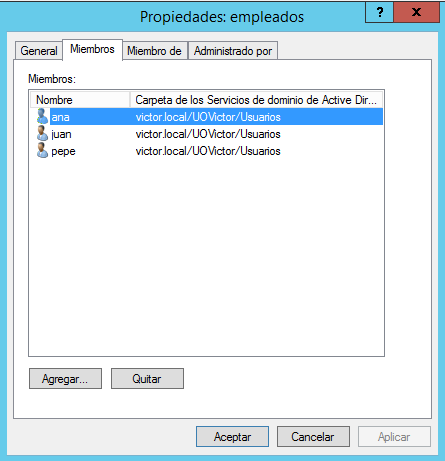 Propiedades: empleados
? x
General Miembros Miembro de Administrado por
Miembros:
Nombre Carpeta de los Servicios de dominio de Active Dir...
ana victor.local/UOVictor/Usuarios
juan victor.local/UOVictor/Usuarios
pepe victor.local/UOVictor/Usuarios
Agregar... Quitar
Aceptar Cancelar Aplicar